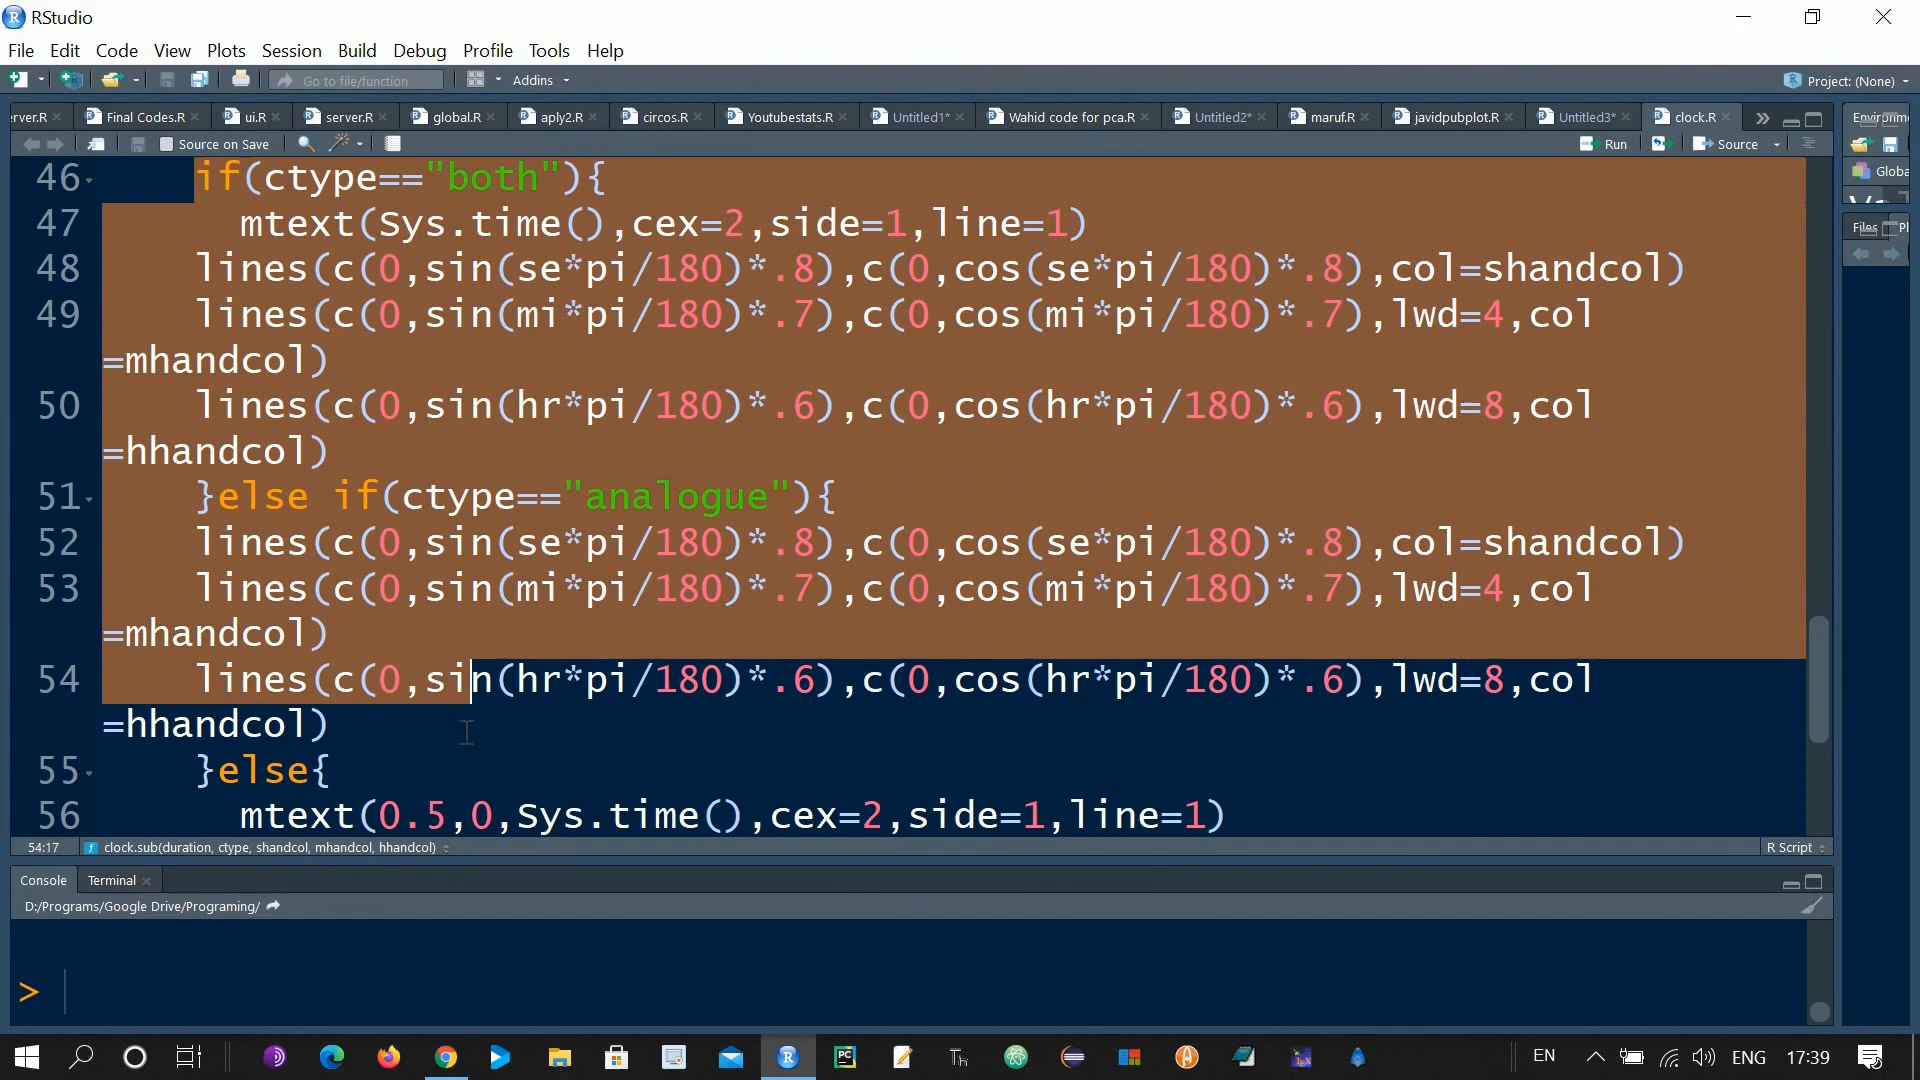 RStudio
File Edit Code View Plots Session Build Debug Tools Profile Help
Go to file/function Addins Project: (None)
erver.R Final Codes.R ui.R server.R global.R aply2.R circos.R Youtubestats.R Untitled1* Wahid code for pca.R Untitled2* maruf.R javidpubplot.R Untitled3* clock.R Environme
Source on Save Run Source
Globa
Files Pl
46 if(ctype=="both"){
47 mtext(Sys.time(),cex=2,side=1,line=1)
48 lines(c(0,sin(se*pi/180)*.8),c(0,cos(se*pi/180)*.8),col=shandcol)
49 lines(c(0,sin(mi*pi/180)*.7),c(0,cos(mi*pi/180)*.7),lwd=4,col
=mhandcol)
50 lines(c(0,sin(hr*pi/180)*.6),c(0,cos(hr*pi/180)*.6),lwd=8,col
=hhandcol)
51 }else if(ctype=="analogue"){
52 lines(c(0,sin(se*pi/180)*.8),c(0,cos(se*pi/180)*.8),col=shandcol)
53 lines(c(0,sin(mi*pi/180)*.7),c(0,cos(mi*pi/180)*.7),lwd=4,col
=mhandcol)
54 lines(c(0,sin(hr*pi/180)*.6),c(0,cos(hr*pi/180)*.6),lwd=8,col
=hhandcol)
55 }else{
56 mtext(0.5,0,Sys.time(),cex=2,side=1,line=1)
54:17 clock.sub(duration, ctype, shandcol, mhandcol, hhandcol) R Script
Console Terminal
D:/Programs/Google Drive/Programing/
>
EN ENG 17:39